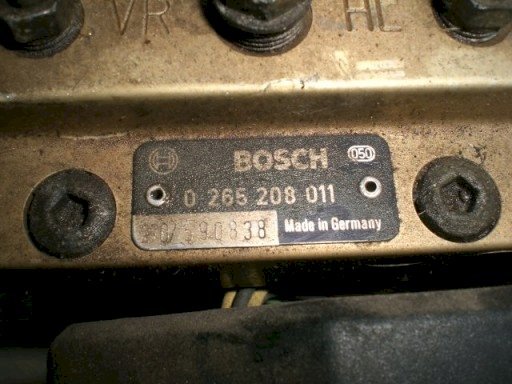 VR HL
BOSCH 050
0 265 208 011
Made in Germany